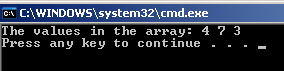 C:\WINDOWS\system32\cmd.exe
The values in the array: 4 7 3
Press any key to continue . . . _